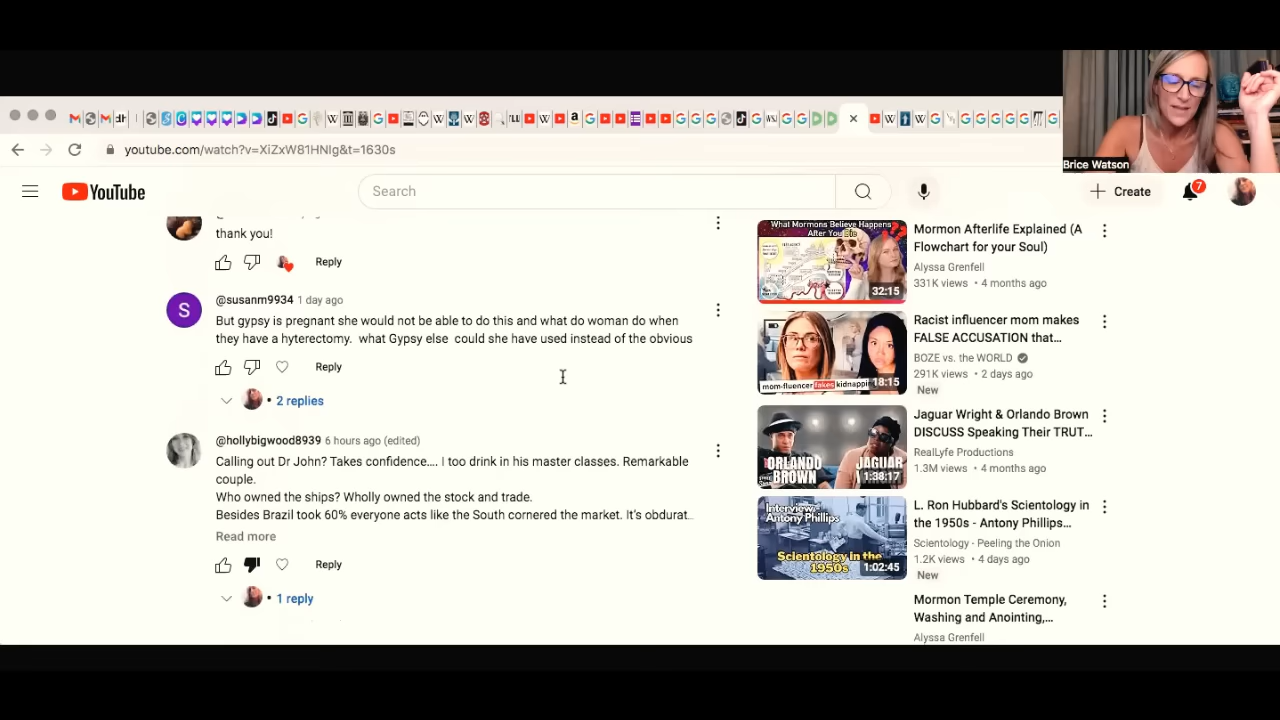 Brice Watson
youtube.com/watch?v=XiZxW81HNIg&t=1630s
YouTube
Search
Create
7
thank you!
Reply
@susanm9934 1 day ago
But gypsy is pregnant she would not be able to do this and what do woman do when
they have a hyterectomy. what Gypsy else could she have used instead of the obvious
Reply
2 replies
@hollybigwood8939 6 hours ago (edited)
Calling out Dr John? Takes confidence.... I too drink in his master classes. Remarkable
couple.
Who owned the ships? Wholly owned the stock and trade.
Besides Brazil took 60% everyone acts like the South cornered the market. It's obdurat..
Read more
Reply
1 reply
What Mormons Believe Happens
After You Die
32:15
Mormon Afterlife Explained (A
Flowchart for your Soul)
Alyssa Grenfell
331K views • 4 months ago
mom-fluencer fakes kidnappi
18:15
Racist influencer mom makes
FALSE ACCUSATION that...
BOZE vs. the WORLD
291K views • 2 days ago
New
ORLANDO
BROWN
JAGUAR
1:38:17
Jaguar Wright & Orlando Brown
DISCUSS Speaking Their TRUT...
RealLyfe Productions
1.3M views • 4 months ago
Interview:
Antony Phillips
Scientology in the
1950s
1:02:45
L. Ron Hubbard's Scientology in
the 1950s - Antony Phillips...
Scientology - Peeling the Onion
1.2K views • 4 days ago
New
Mormon Temple Ceremony,
Washing and Anointing,...
Alyssa Grenfell